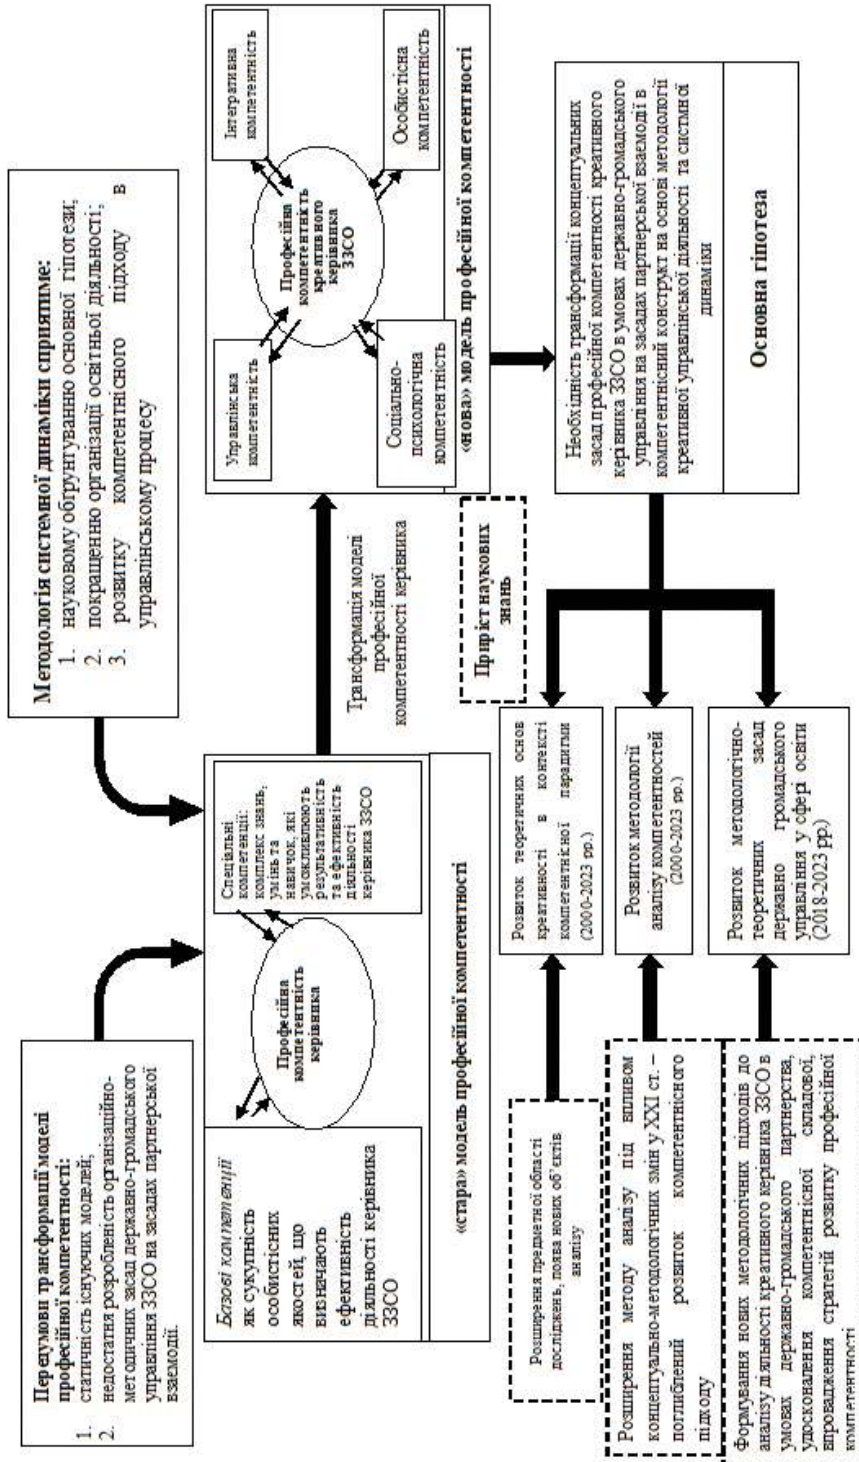 Передумови трансформації моделі
професійної компетентності:
1. статичність існуючих моделей;
2. недостатня розробленість організаційно-
методичних засад державно-громадського
управління ЗЗСО на засадах партнерської
взаємодії.
Методологія системної динаміки сприятиме:
1. науковому обґрунтуванню основної гіпотези;
2. покращенню організації освітньої діяльності;
3. розвитку компетентнісного підходу в
управлінському процесу
Базові компетенції
як сукупність
особистісних
якостей, що
визначають
ефективність
діяльності керівника
ЗЗСО
Професійна
компетентність
керівника
Спеціальні
компетенції:
комплекс знань,
умінь та
навичок, які
уможливлюють
результативність
та ефективність
діяльності
керівника ЗЗСО
«стара» модель професійної компетентності
Трансформація моделі
професійної
компетентності керівника
Управлінська
компетентність
Інтегративна
компетентність
Професійна
компетентність
креативного
керівника
ЗЗСО
Соціально-
психологічна
компетентність
Особистісна
компетентність
«нова» модель професійної компетентності
Приріст наукових
знань
Розширення предметної області
досліджень, поява нових об’єктів
аналізу
Розширення методу аналізу під впливом
концептуально-методологічних змін у ХХІ ст. –
поглиблений розвиток компетентнісного
підходу
Формування нових методологічних підходів до
аналізу діяльності креативного керівника ЗЗСО в
умовах державно-громадського партнерства,
удосконалення компетентнісної складової,
впровадження стратегій розвитку професійної
компетентності
Розвиток теоретичних основ
креативності в контексті
компетентнісної парадигми
(2000-2023 рр.)
Розвиток методології
аналізу компетентностей
(2000-2023 рр.)
Розвиток методологічно-
теоретичних засад
державно громадського
управління у сфері освіти
(2018-2023 рр.)
Необхідність трансформації концептуальних
засад професійної компетентності креативного
керівника ЗЗСО в умовах державно-громадського
управління на засадах партнерської взаємодії в
компетентнісний конструкт на основі методології
креативної управлінської діяльності та систмної
динаміки
Основна гіпотеза